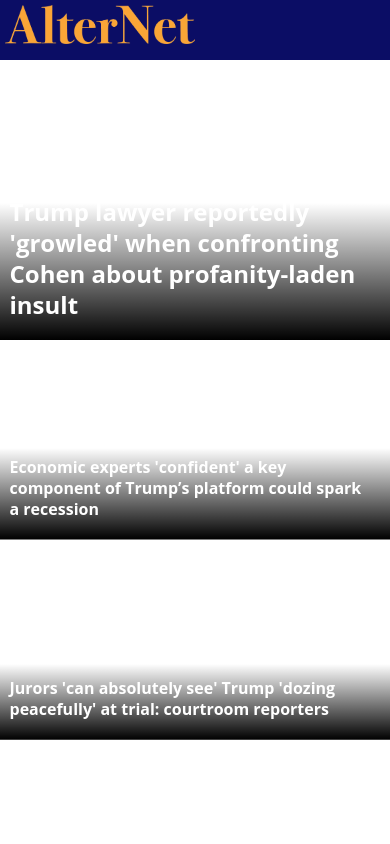 AlterNet
Trump lawyer reportedly
'growled' when confronting
Cohen about profanity-laden
insult
Economic experts 'confident' a key
component of Trump’s platform could spark
a recession
Jurors 'can absolutely see' Trump 'dozing
peacefully' at trial: courtroom reporters